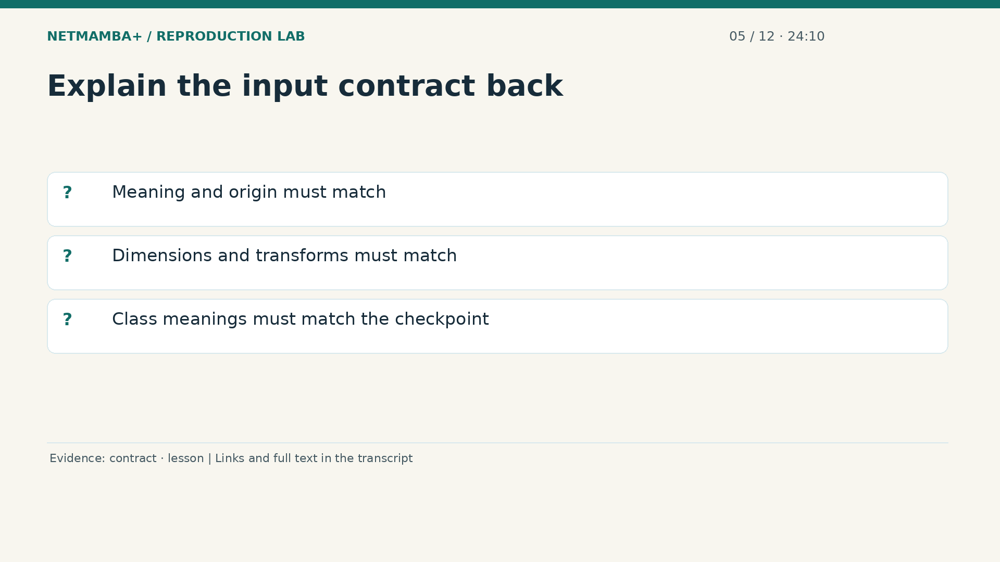 NETMAMBA+ / REPRODUCTION LAB
05 / 12 · 24:10
Explain the input contract back
? Meaning and origin must match
? Dimensions and transforms must match
? Class meanings must match the checkpoint
Evidence: contract · lesson | Links and full text in the transcript